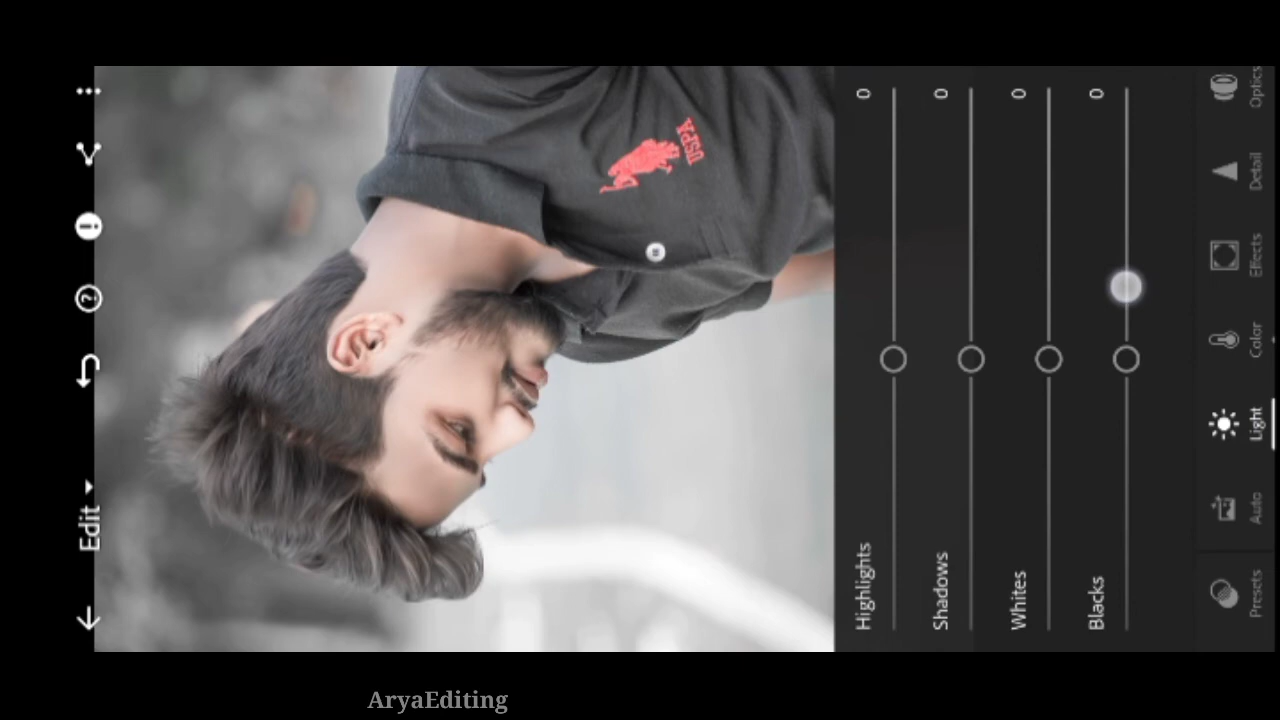 Edit
USPA
Highlights 0
Shadows 0
Whites 0
Blacks 0
Presets
Auto
Light
Color
Effects
Detail
Optics
AryaEditing